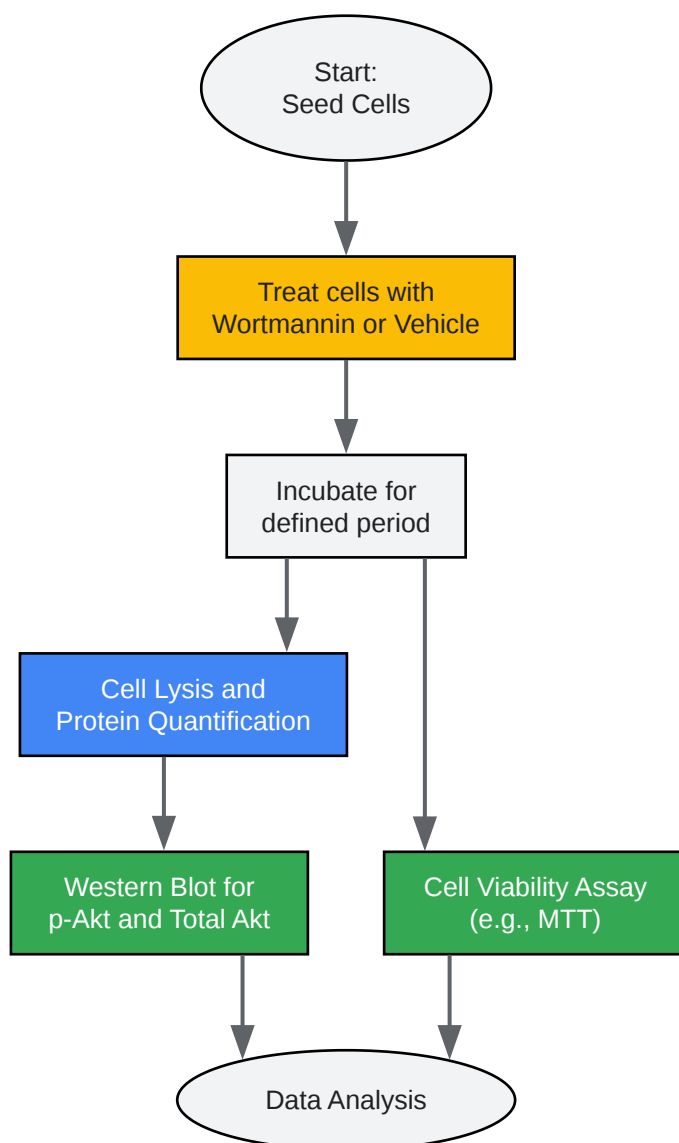 Start:
Seed Cells
Treat cells with
Wortmannin or Vehicle
Incubate for
defined period
Cell Lysis and
Protein Quantification
Western Blot for
p-Akt and Total Akt
Cell Viability Assay
(e.g., MTT)
Data Analysis